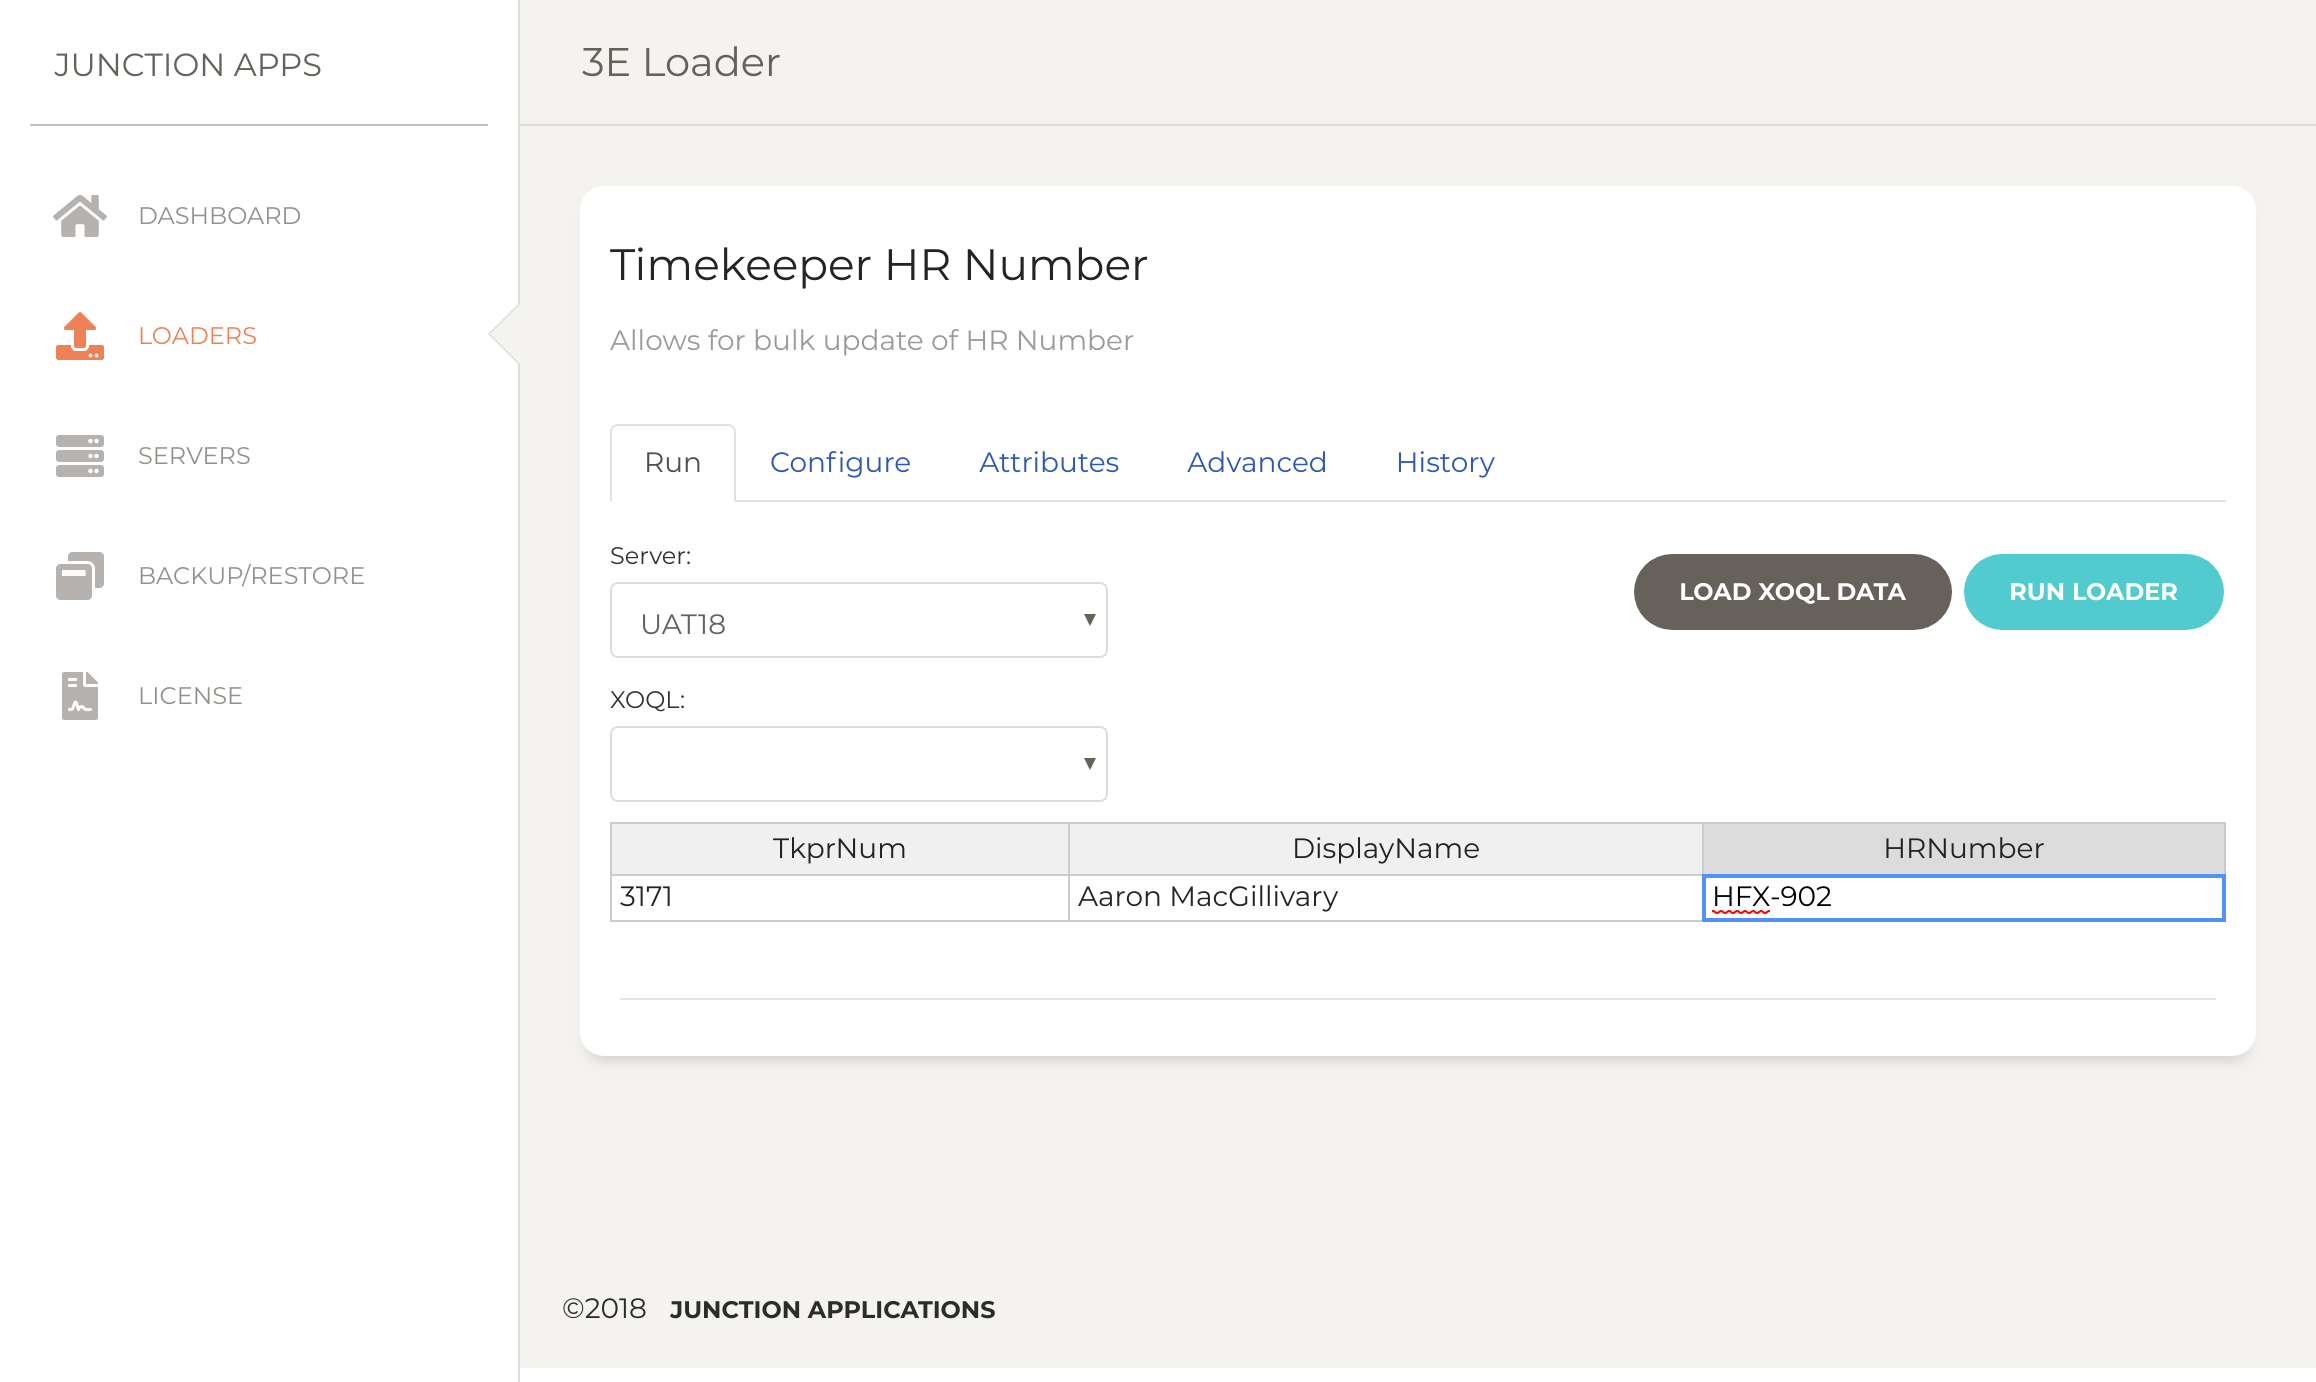 JUNCTION APPS
3E Loader
DASHBOARD
LOADERS
SERVERS
BACKUP/RESTORE
LICENSE
Timekeeper HR Number
Allows for bulk update of HR Number
Run Configure Attributes Advanced History
Server:
UAT18
LOAD XOQL DATA RUN LOADER
XOQL:
TkprNum DisplayName HRNumber
3171 Aaron MacGillivary HFX-902
©2018 JUNCTION APPLICATIONS